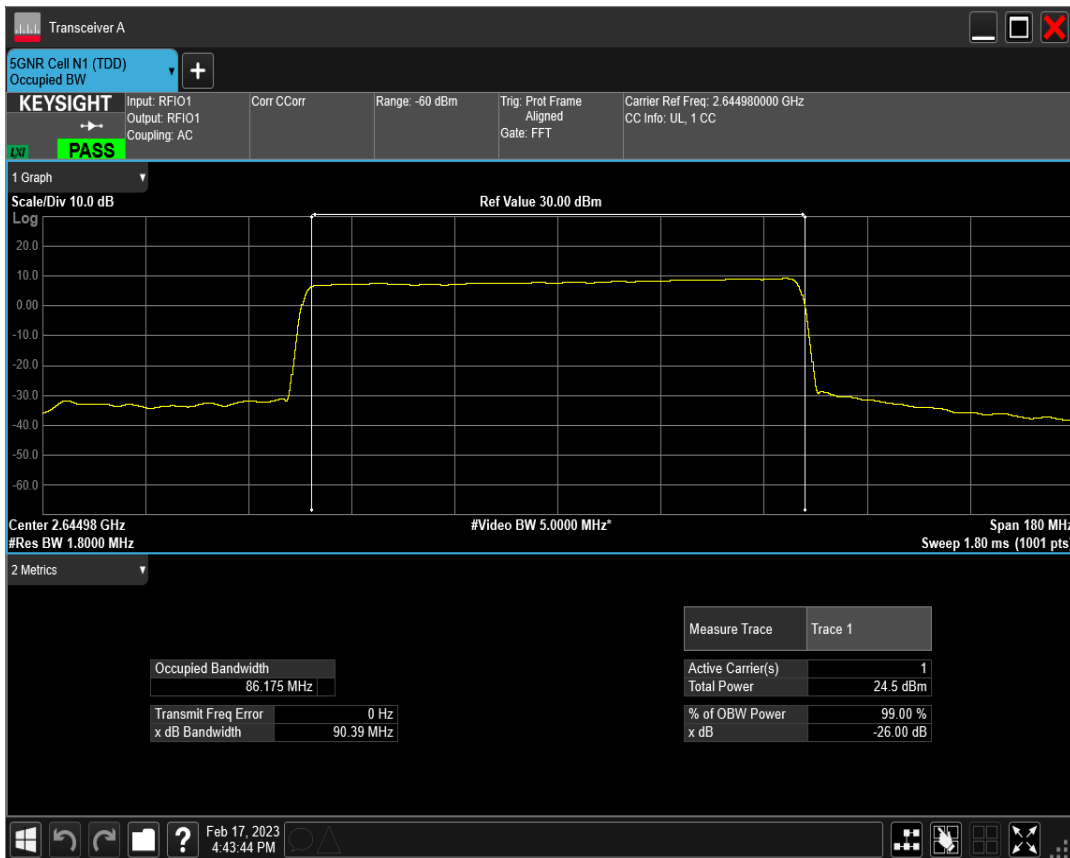 Transceiver A
5GNR Cell N1 (TDD)
Occupied BW
+
KEYSIGHT
LXI
PASS
Input: RFIO1
Output: RFIO1
Coupling: AC
Corr CCorr
Range: -60 dBm
Trig: Prot Frame
Aligned
Gate: FFT
Carrier Ref Freq: 2.644980000 GHz
CC Info: UL, 1 CC
1 Graph
Scale/Div 10.0 dB
Ref Value 30.00 dBm
Log
20.0
10.0
0.00
-10.0
-20.0
-30.0
-40.0
-50.0
-60.0
Center 2.64498 GHz
#Video BW 5.0000 MHz*
Span 180 MHz
#Res BW 1.8000 MHz
Sweep 1.80 ms (1001 pts)
2 Metrics
Measure Trace Trace 1
Occupied Bandwidth
86.175 MHz
Active Carrier(s) 1
Total Power 24.5 dBm
Transmit Freq Error 0 Hz
x dB Bandwidth 90.39 MHz
% of OBW Power 99.00 %
x dB -26.00 dB
?
Feb 17, 2023
4:43:44 PM